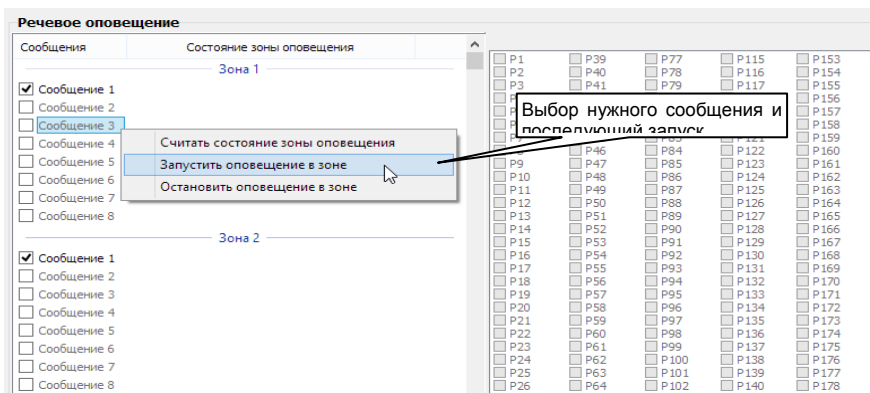 Речевое оповещение
Сообщения Состояние зоны оповещения
Зона 1
Сообщение 1
Сообщение 2
Сообщение 3
Сообщение 4
Сообщение 5
Сообщение 6
Сообщение 7
Сообщение 8
Считать состояние зоны оповещения
Запустить оповещение в зоне
Остановить оповещение в зоне
Зона 2
Сообщение 1
Сообщение 2
Сообщение 3
Сообщение 4
Сообщение 5
Сообщение 6
Сообщение 7
Сообщение 8
Выбор нужного сообщения и
последующий запуск
P1 P39 P77 P115 P153
P2 P40 P78 P116 P154
P3 P41 P79 P117 P155
P156
P157
P158
P121 P159
P46 P84 P122 P160
P9 P47 P85 P123 P161
P10 P48 P86 P124 P162
P11 P49 P87 P125 P163
P12 P50 P88 P126 P164
P13 P51 P89 P127 P165
P14 P52 P90 P128 P166
P15 P53 P91 P129 P167
P16 P54 P92 P130 P168
P17 P55 P93 P131 P169
P18 P56 P94 P132 P170
P19 P57 P95 P133 P171
P20 P58 P96 P134 P172
P21 P59 P97 P135 P173
P22 P60 P98 P136 P174
P23 P61 P99 P137 P175
P24 P62 P100 P138 P176
P25 P63 P101 P139 P177
P26 P64 P102 P140 P178